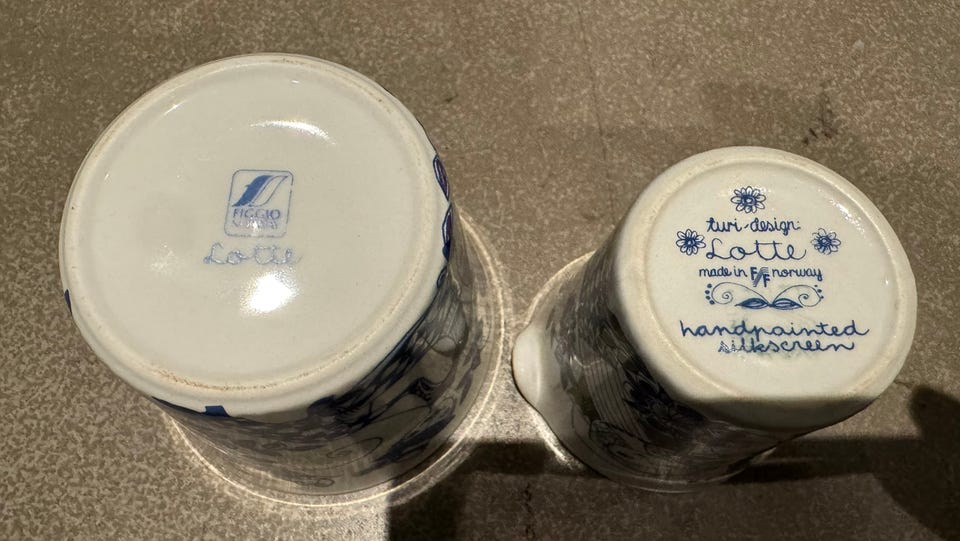 FIGGIO
NORWAY
Lotte
turi-design:
Lotte
made in F/F norway
handpainted
silkscreen